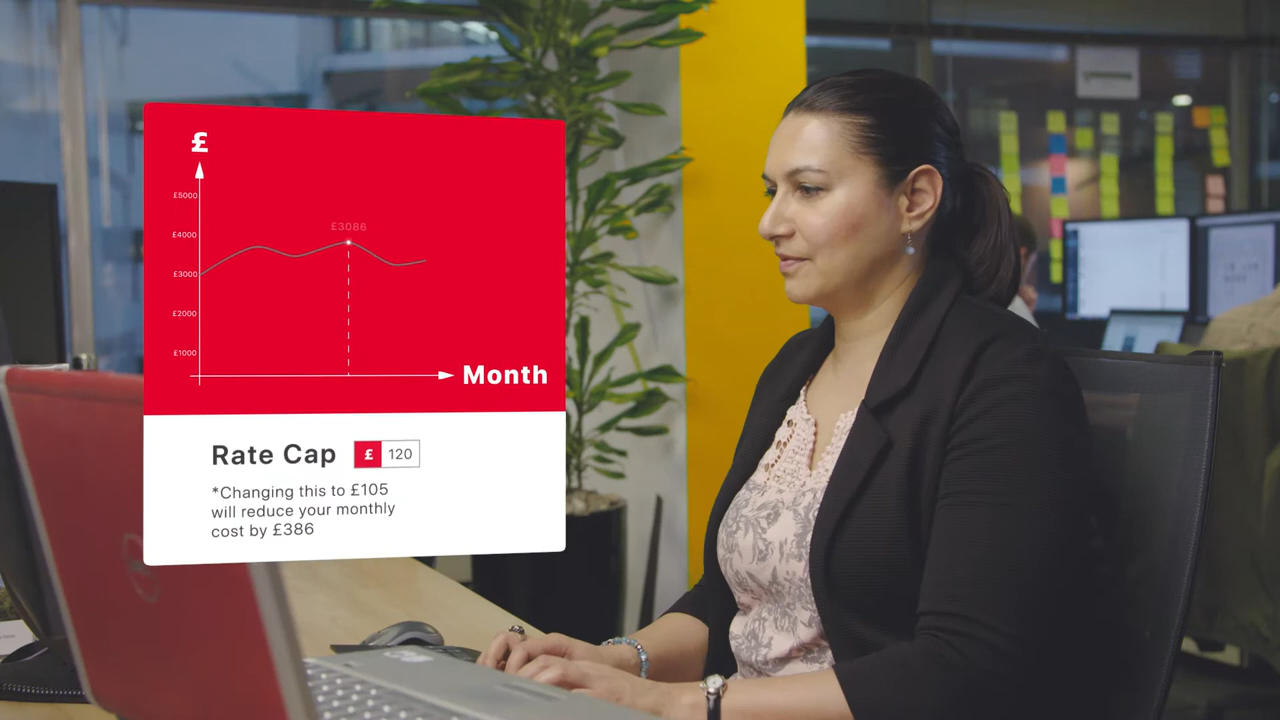 £
£5000
£4000
£3086
£3000
£2000
£1000
Month
Rate Cap £ 120
*Changing this to £105
will reduce your monthly
cost by £386